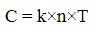 C = k×n×T